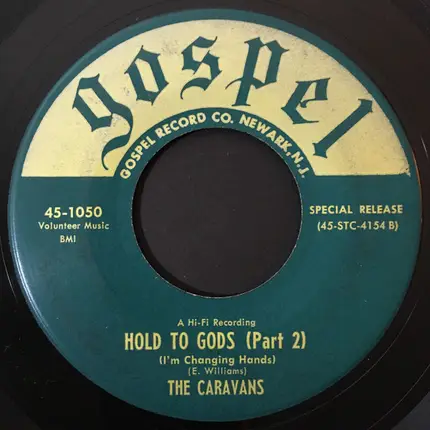 gospel
GOSPEL RECORD CO. NEWARK, N.J.
45-1050
Volunteer Music
BMI
SPECIAL RELEASE
(45-STC-4154 B)
A Hi-Fi Recording
HOLD TO GODS (Part 2)
(I'm Changing Hands)
(E. Williams)
THE CARAVANS